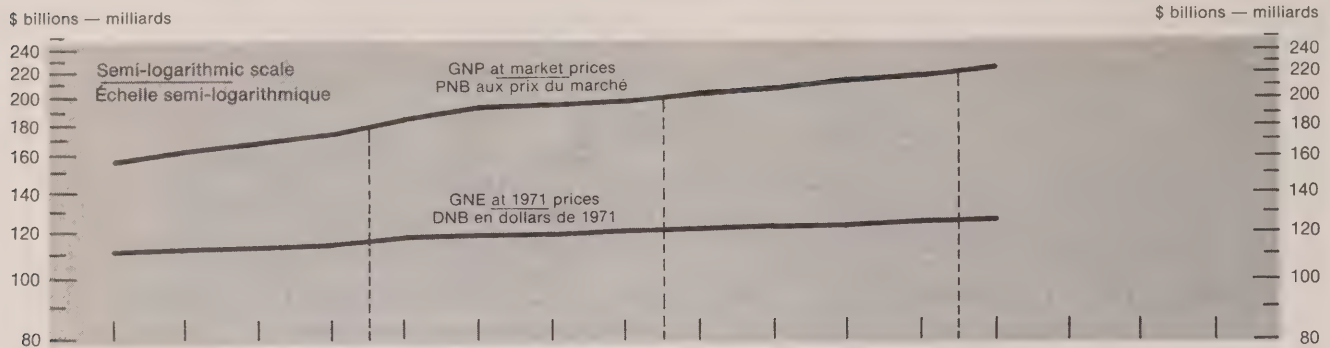 $ billions — milliards
$ billions — milliards
240
220
200
180
160
140
120
100
80
Semi-logarithmic scale
Échelle semi-logarithmique
GNP at market prices
PNB aux prix du marché
GNE at 1971 prices
DNB en dollars de 1971
240
220
200
180
160
140
120
100
80